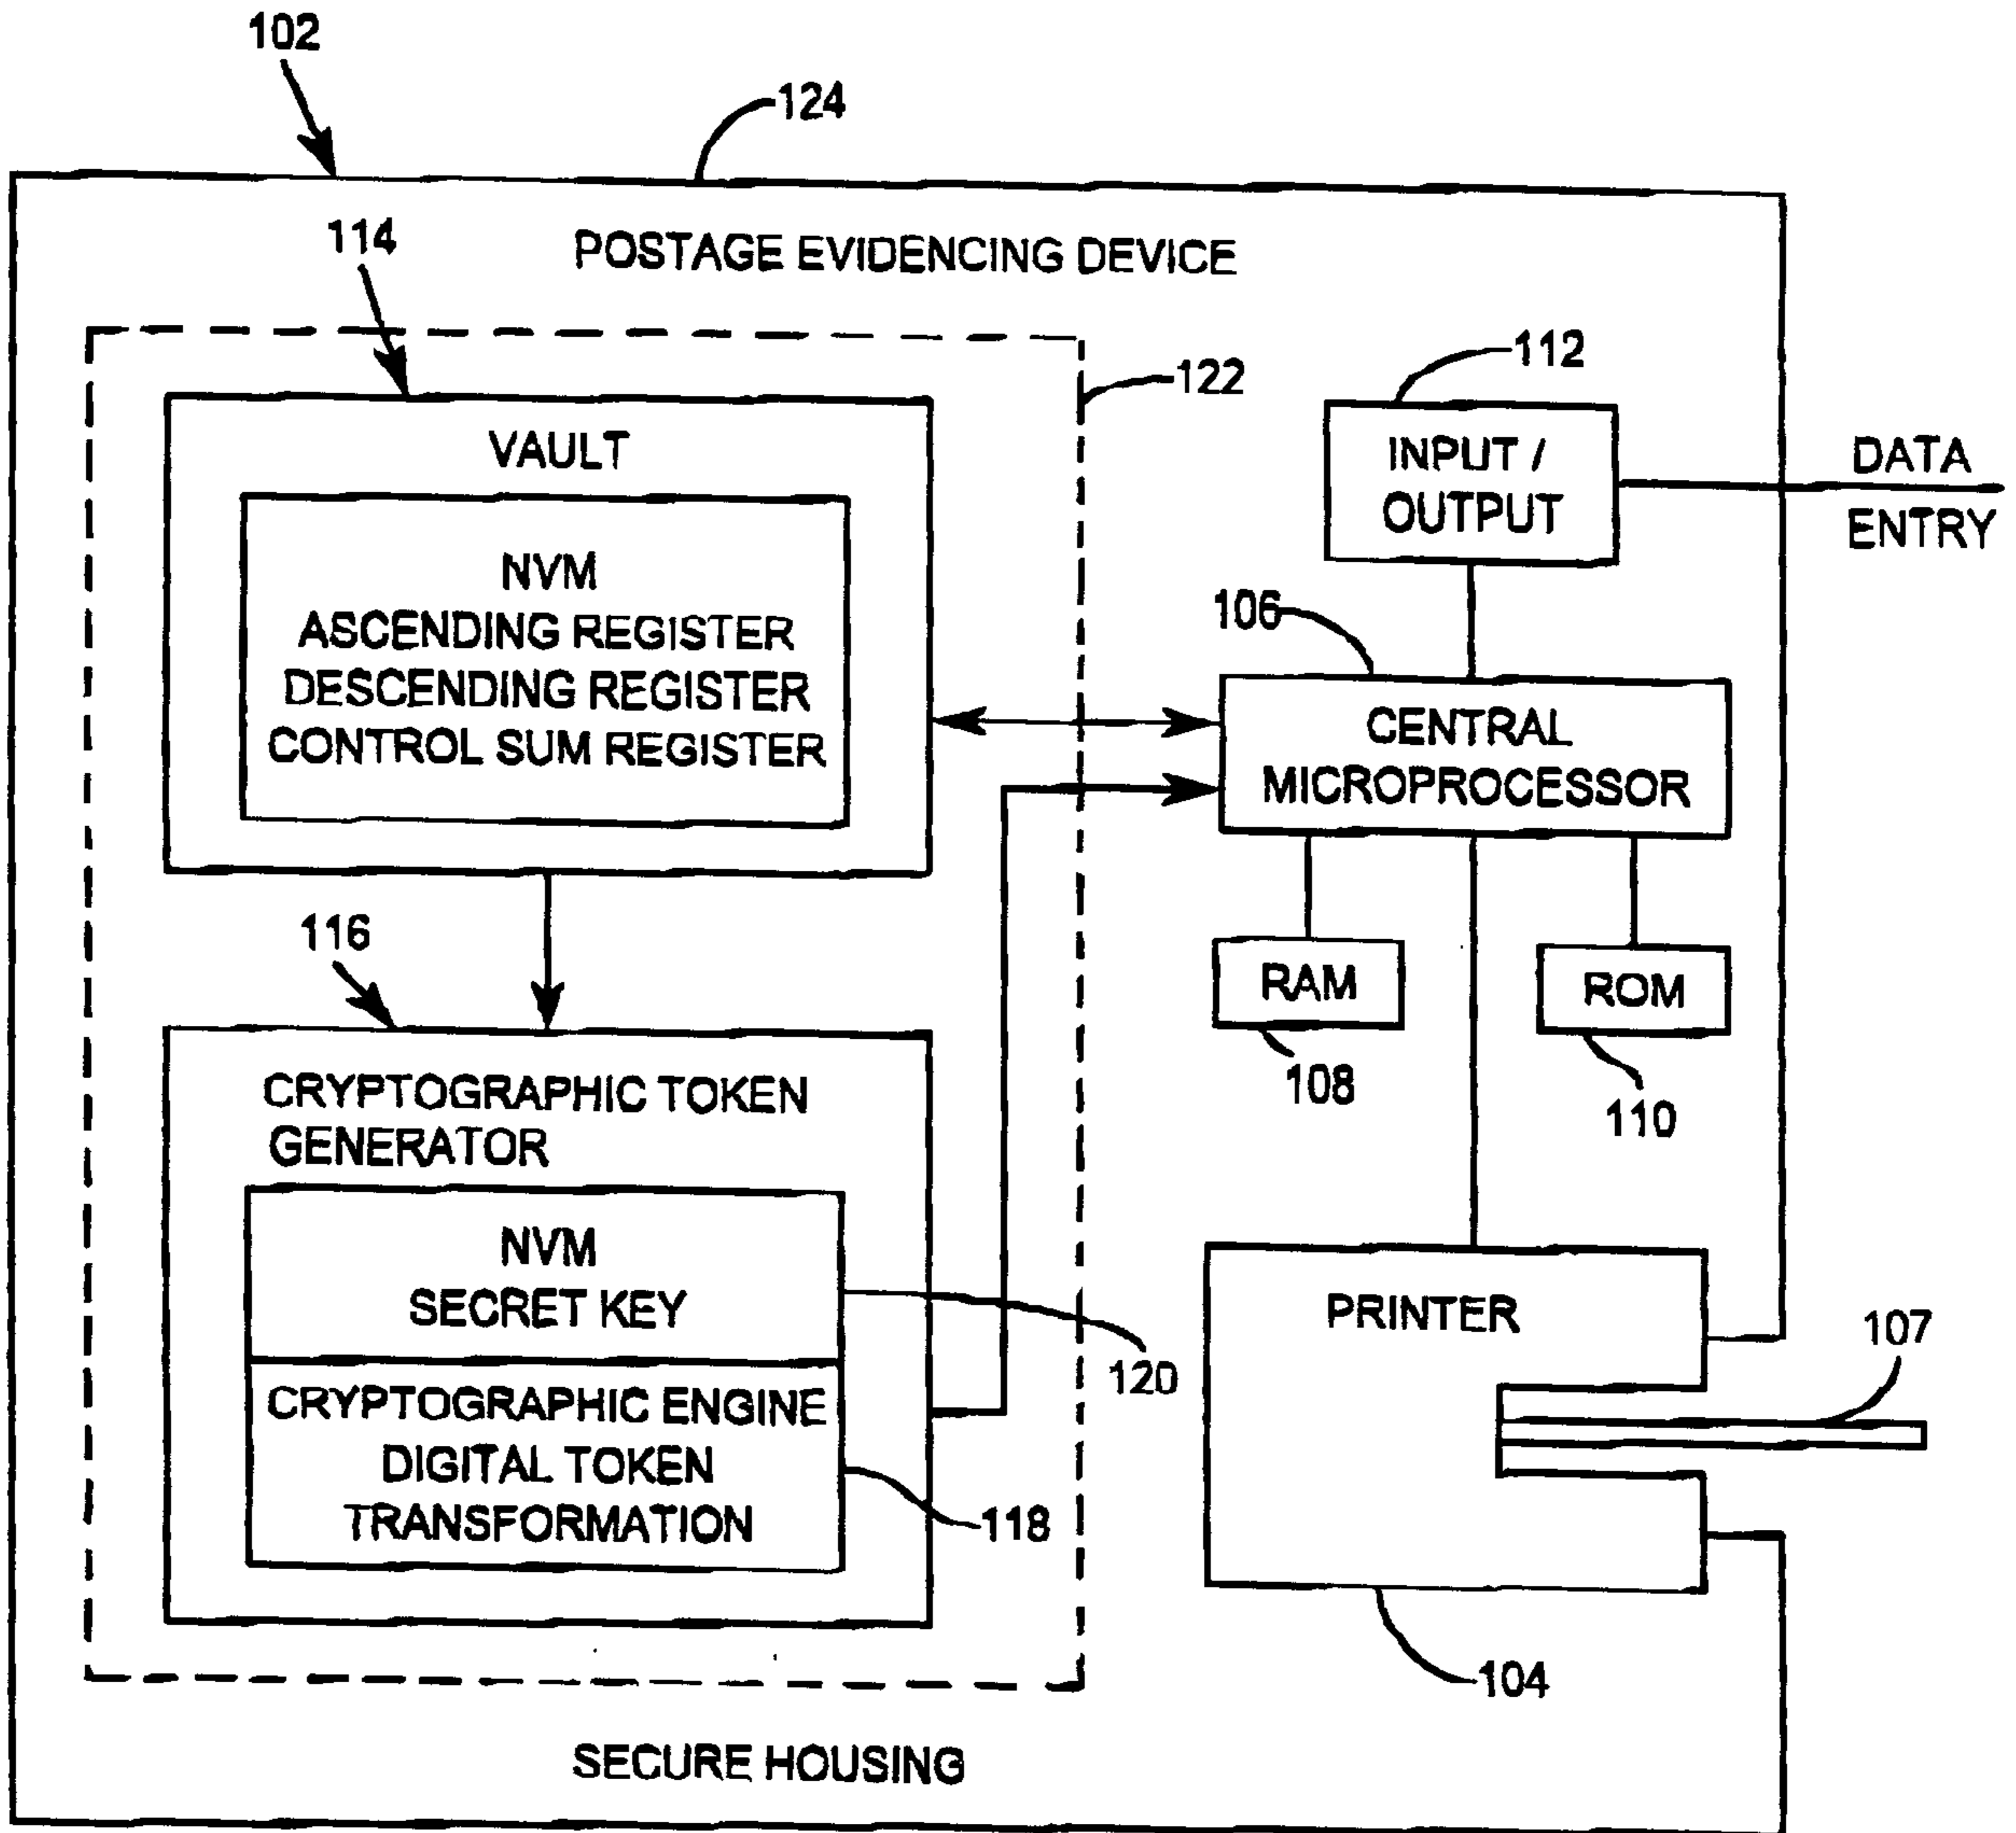 102
124
114
POSTAGE EVIDENCING DEVICE
122
112
VAULT
INPUT /
OUTPUT
DATA
ENTRY
NVM
ASCENDING REGISTER
DESCENDING REGISTER
CONTROL SUM REGISTER
106
CENTRAL
MICROPROCESSOR
116
RAM
ROM
108
110
CRYPTOGRAPHIC TOKEN
GENERATOR
NVM
SECRET KEY
120
PRINTER
107
CRYPTOGRAPHIC ENGINE
DIGITAL TOKEN
TRANSFORMATION
118
104
SECURE HOUSING